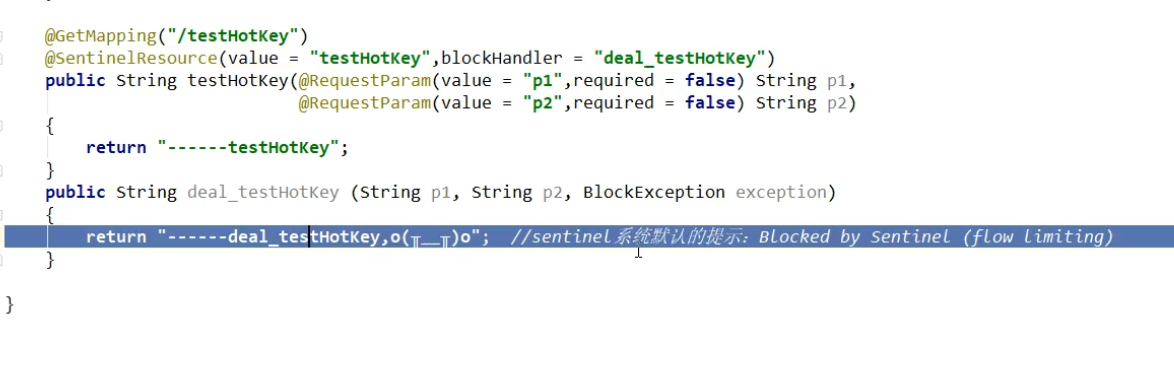 @GetMapping("/testHotKey")
@SentinelResource(value = "testHotKey",blockHandler = "deal_testHotKey")
public String testHotKey(@RequestParam(value = "p1",required = false) String p1,
@RequestParam(value = "p2",required = false) String p2)
{
return "------testHotKey";
}
public String deal_testHotKey (String p1, String p2, BlockException exception)
{
return "------deal_testHotKey,o(╥﹏╥)o"; //sentinel系统默认的提示：Blocked by Sentinel (flow limiting)
}
}